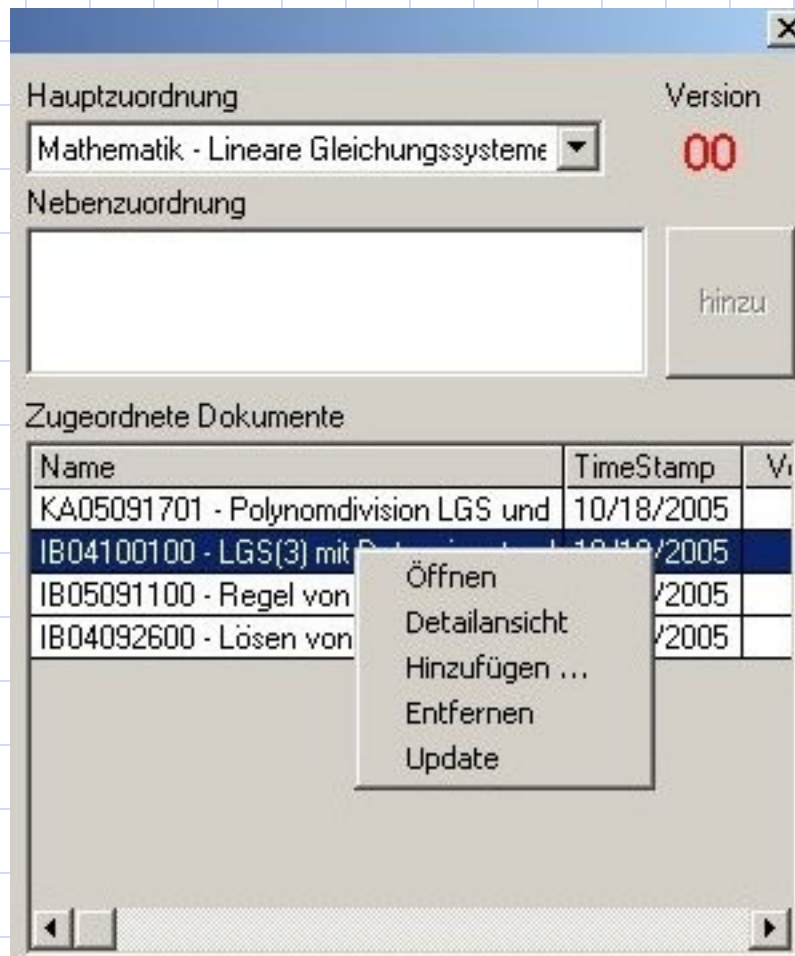 Hauptzuordnung
Version
Mathematik - Lineare Gleichungssysteme
00
Nebenzuordnung
hinzu
Zugeordnete Dokumente
Name TimeStamp
KA05091701 - Polynomdivision LGS und 10/18/2005
IB04100100 - LGS(3) mit /2005
IB05091100 - Regel von /2005
IB04092600 - Lösen von /2005
Öffnen
Detailansicht
Hinzufügen ...
Entfernen
Update